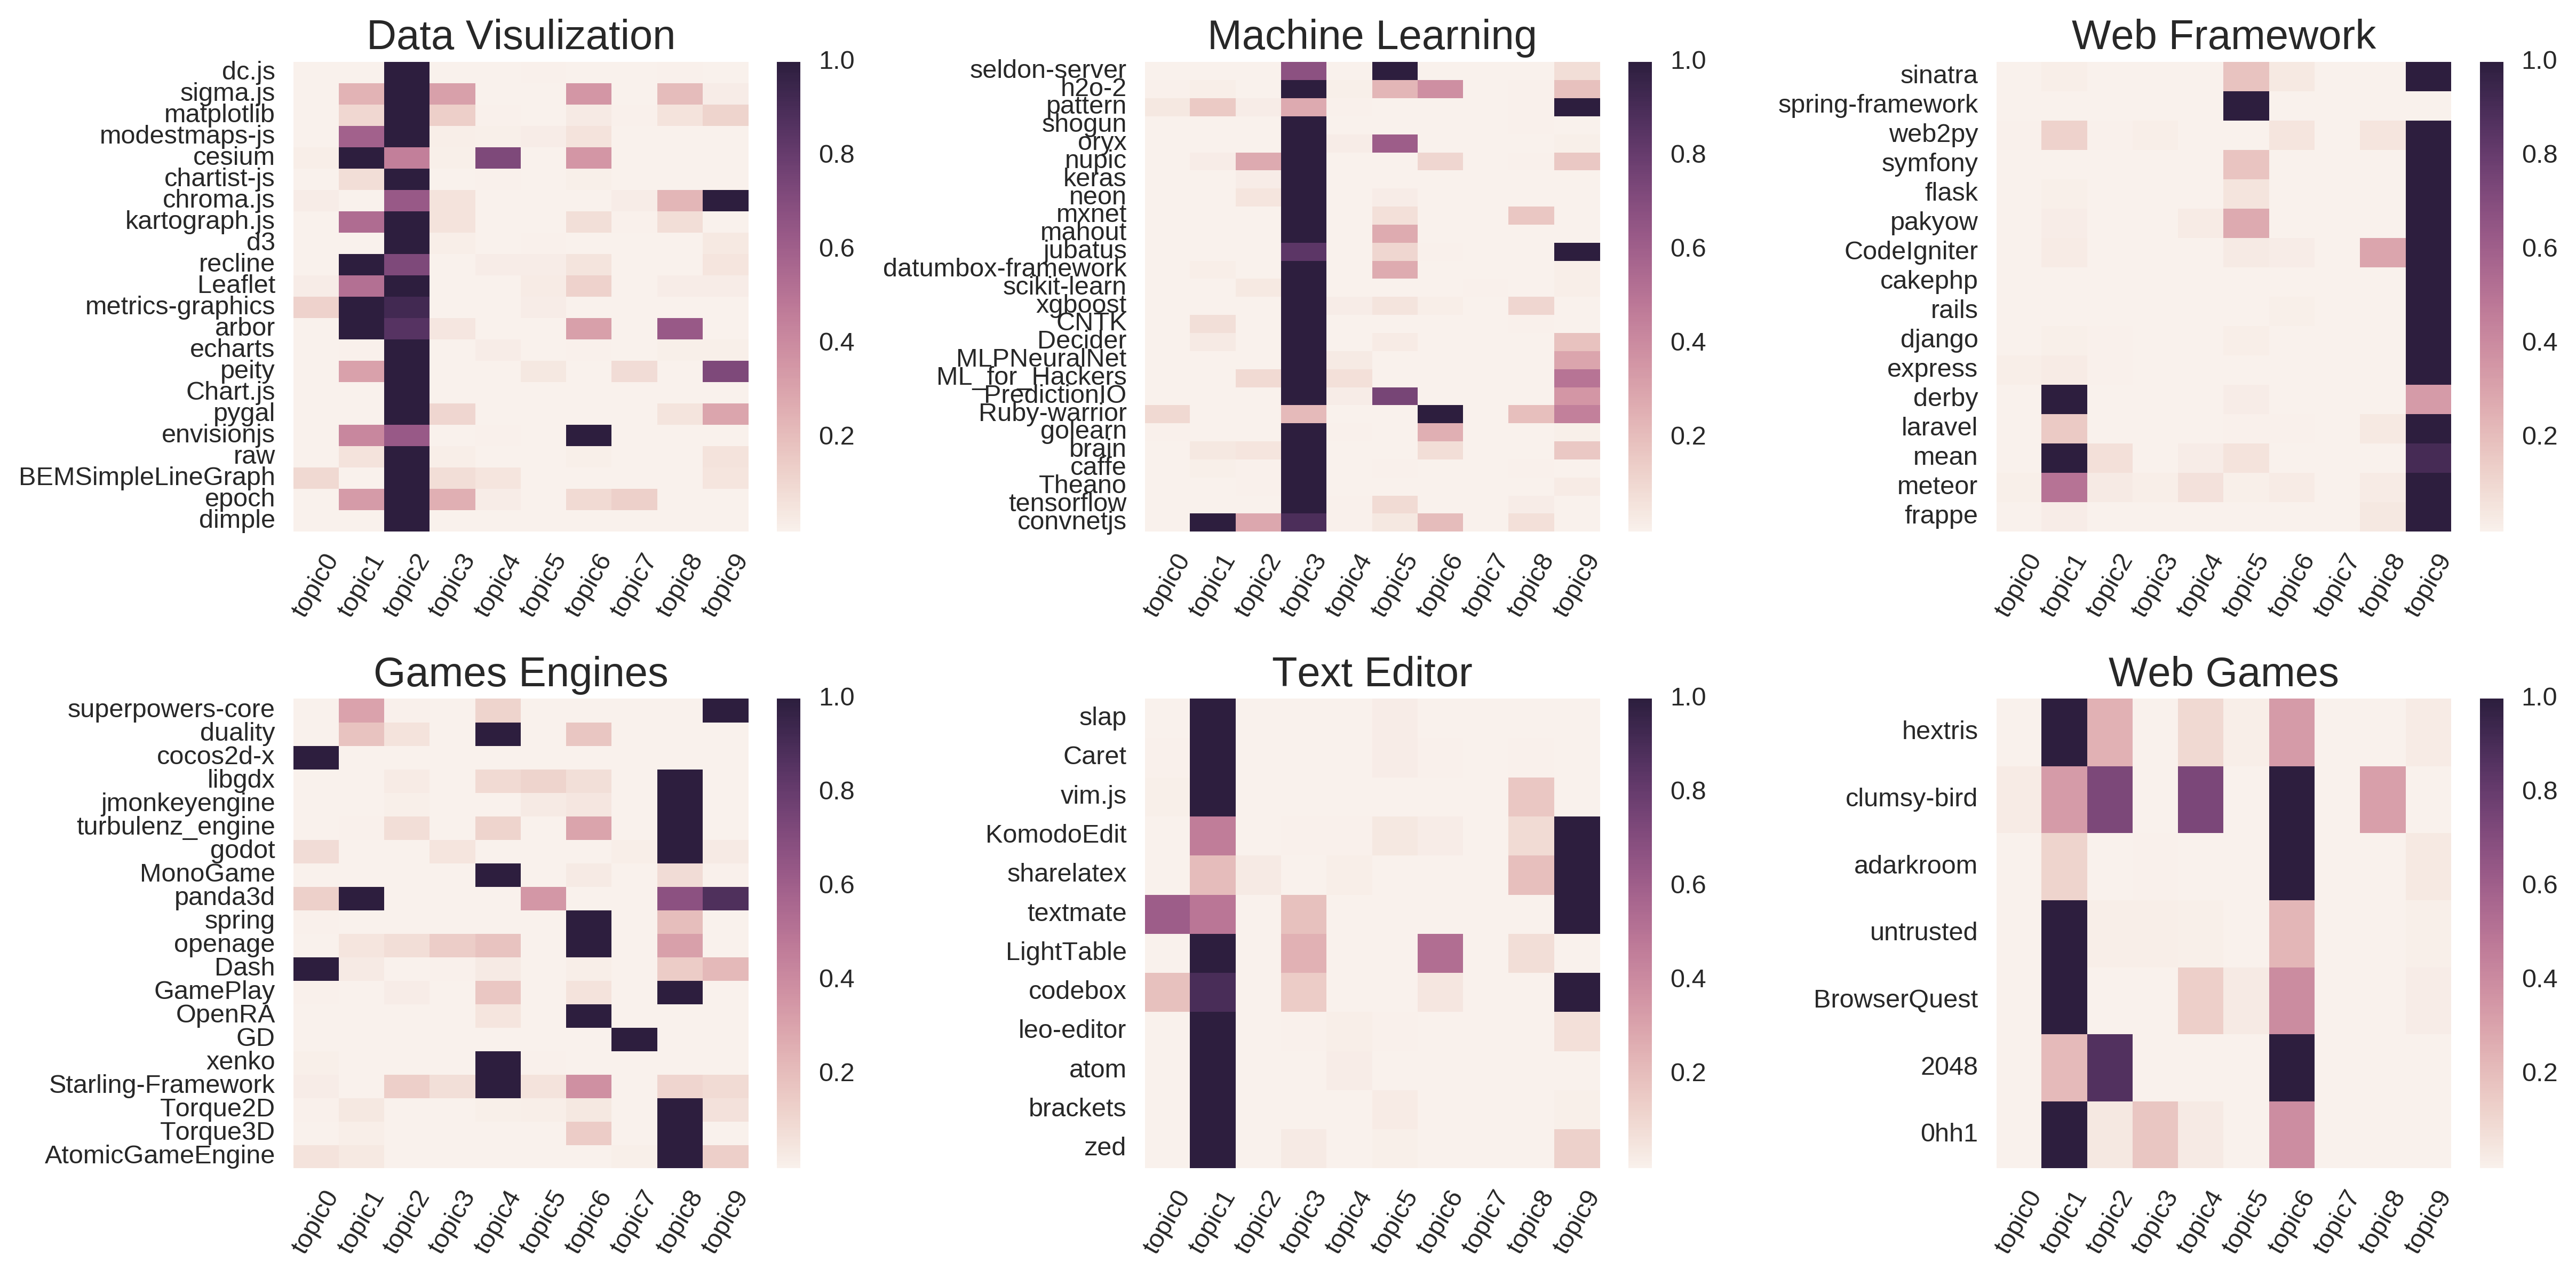 Data Visulization
dc.js
sigma.js
matplotlib
modestmaps-js
cesium
chartist-js
chroma.js
kartograph.js
d3
recline
Leaflet
metrics-graphics
arbor
echarts
peity
Chart.js
pygal
envisionjs
raw
BEMSimpleLineGraph
epoch
dimple
1.0
0.8
0.6
0.4
0.2
topic0 topic1 topic2 topic3 topic4 topic5 topic6 topic7 topic8 topic9
Machine Learning
seldon-server
h2o-2
pattern
shogun
oryx
nupic
keras
neon
mxnet
mahout
jubatus
datumbox-framework
scikit-learn
xgboost
CNTK
Decider
MLPNeuralNet
ML_for_Hackers
PredictionIO
Ruby-warrior
golearn
brain
caffe
Theano
tensorflow
convnetjs
1.0
0.8
0.6
0.4
0.2
topic0 topic1 topic2 topic3 topic4 topic5 topic6 topic7 topic8 topic9
Web Framework
sinatra
spring-framework
web2py
symfony
flask
pakyow
CodeIgniter
cakephp
rails
django
express
derby
laravel
mean
meteor
frappe
1.0
0.8
0.6
0.4
0.2
topic0 topic1 topic2 topic3 topic4 topic5 topic6 topic7 topic8 topic9
Games Engines
superpowers-core
duality
cocos2d-x
libgdx
jmonkeyengine
turbulenz_engine
godot
MonoGame
panda3d
spring
openage
Dash
GamePlay
OpenRA
GD
xenko
Starling-Framework
Torque2D
Torque3D
AtomicGameEngine
1.0
0.8
0.6
0.4
0.2
topic0 topic1 topic2 topic3 topic4 topic5 topic6 topic7 topic8 topic9
Text Editor
slap
Caret
vim.js
KomodoEdit
sharelatex
textmate
LightTable
codebox
leo-editor
atom
brackets
zed
1.0
0.8
0.6
0.4
0.2
topic0 topic1 topic2 topic3 topic4 topic5 topic6 topic7 topic8 topic9
Web Games
hextris
clumsy-bird
adarkroom
untrusted
BrowserQuest
2048
0hh1
1.0
0.8
0.6
0.4
0.2
topic0 topic1 topic2 topic3 topic4 topic5 topic6 topic7 topic8 topic9